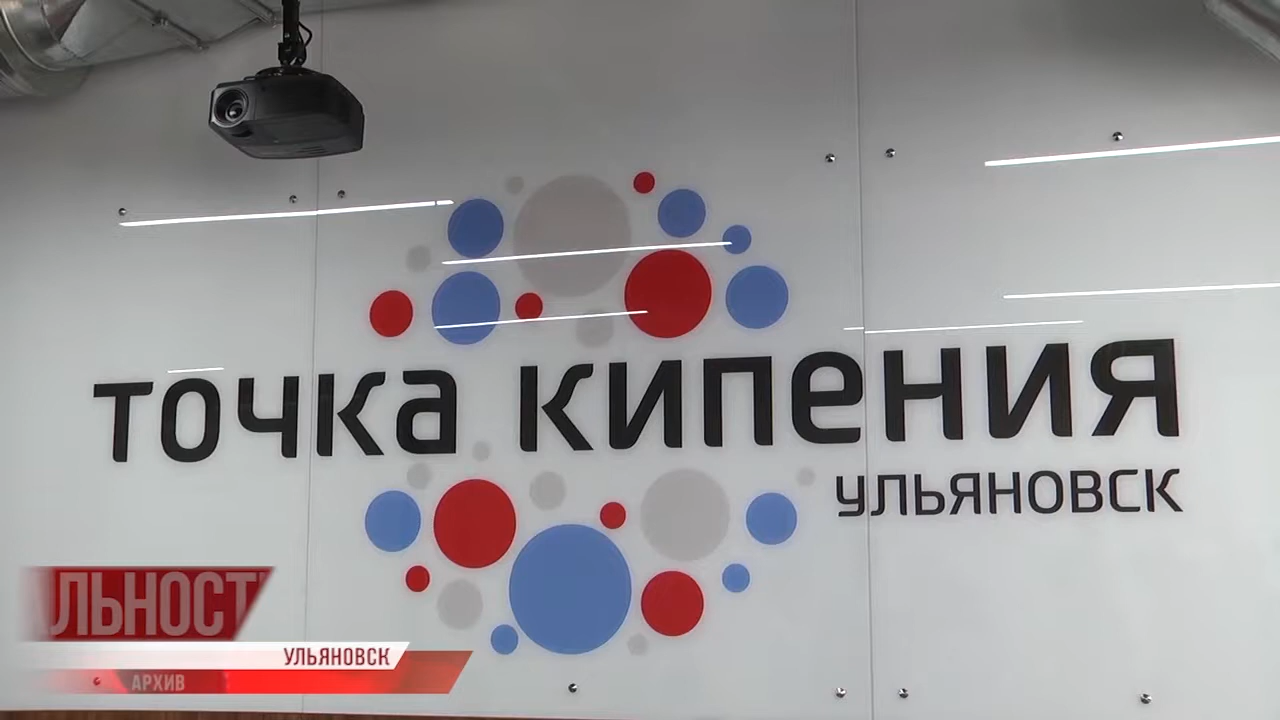 точка кипения
ульяновск
ЛЬНОСТ
УЛЬЯНОВСК
АРХИВ